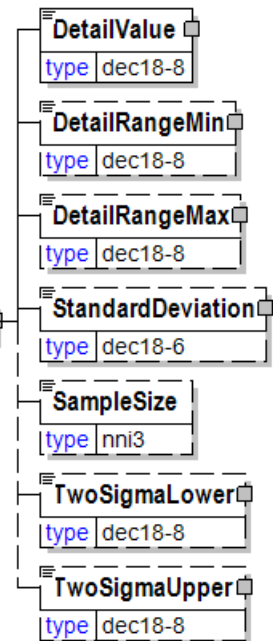 DetailValue
type dec18-8
DetailRangeMin
type dec18-8
DetailRangeMax
type dec18-8
StandardDeviation
type dec18-6
SampleSize
type nni3
TwoSigmaLower
type dec18-8
TwoSigmaUpper
type dec18-8